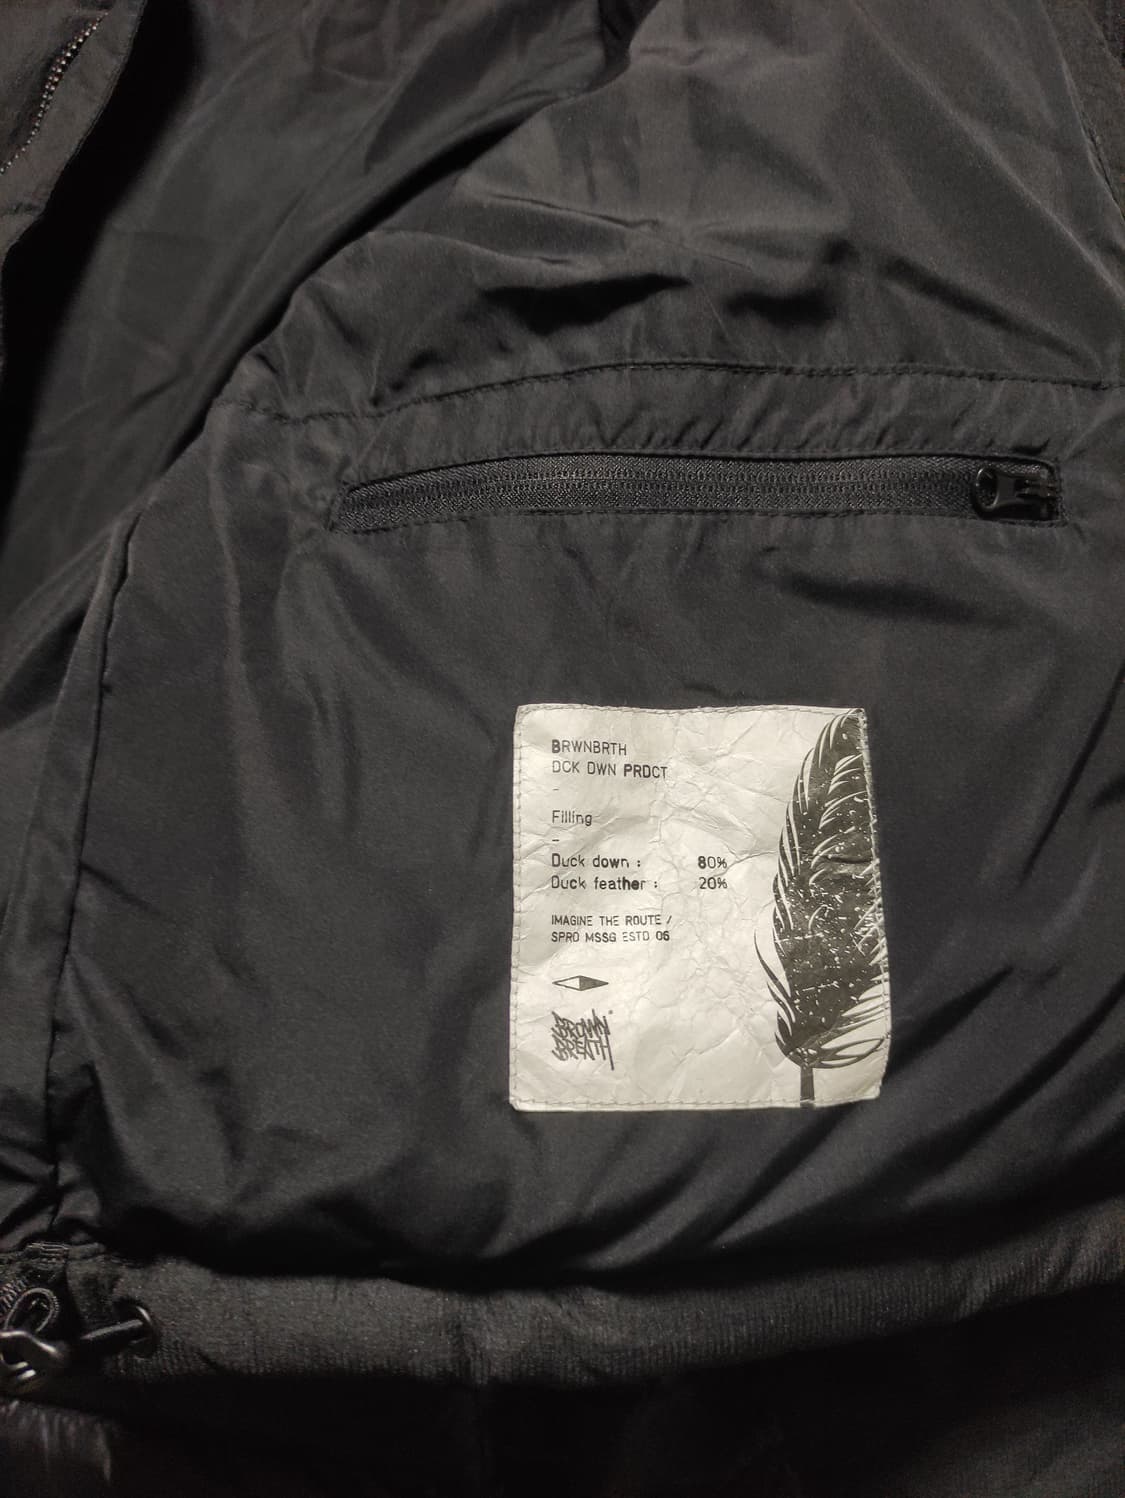 BRWNBRTH
DCK DWN PRDCT
-
Filling
-
Duck down : 80%
Duck feather : 20%
IMAGINE THE ROUTE /
SPRD MSSG ESTD 06
BROWN
BREATH